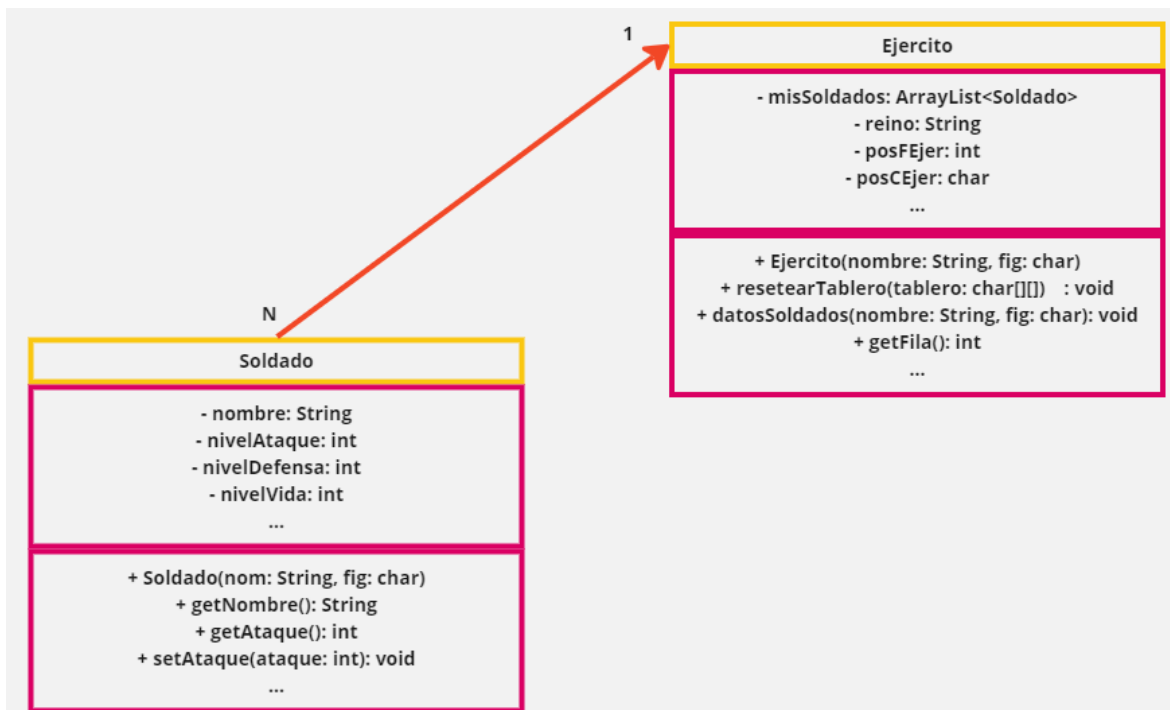 1
Ejercito
- misSoldados: ArrayList<Soldado>
- reino: String
- posFEjer: int
- posCEjer: char
...
+ Ejercito(nombre: String, fig: char)
+ resetearTablero(tablero: char[][]) : void
+ datosSoldados(nombre: String, fig: char): void
+ getFila(): int
...
N
Soldado
- nombre: String
- nivelAtaque: int
- nivelDefensa: int
- nivelVida: int
...
+ Soldado(nom: String, fig: char)
+ getNombre(): String
+ getAtaque(): int
+ setAtaque(ataque: int): void
...